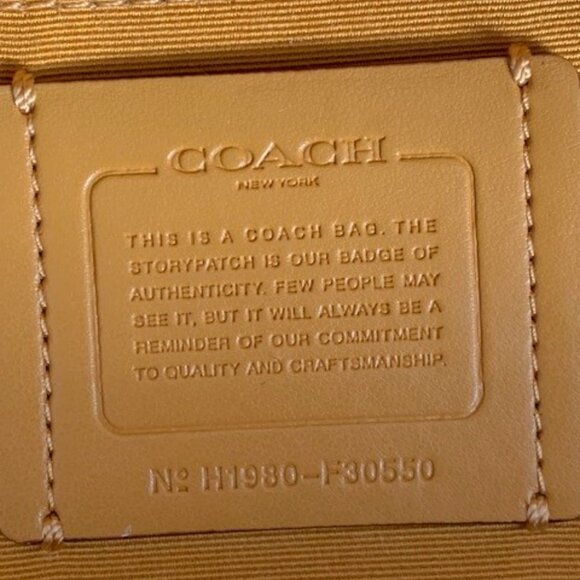 COACH
NEW YORK
THIS IS A COACH BAG. THE
STORYPATCH IS OUR BADGE OF
AUTHENTICITY. FEW PEOPLE MAY
SEE IT, BUT IT WILL ALWAYS BE A
REMINDER OF OUR COMMITMENT
TO QUALITY AND CRAFTSMANSHIP.
Nº H1980-F30550